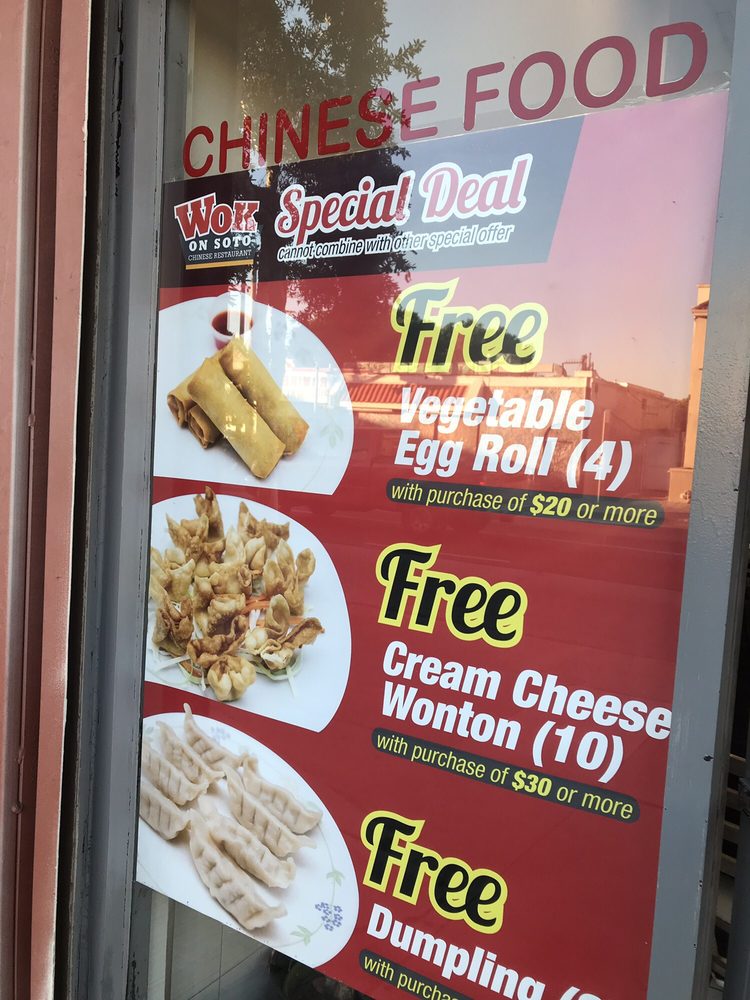 CHINESE FOOD
WOK
ON SOTO
CHINESE RESTAURANT
Special Deal
cannot combine with other special offer
Free
Vegetable
Egg Roll (4)
with purchase of $20 or more
Free
Cream Cheese
Wonton (10)
with purchase of $30 or more
Free
Dumpling
with